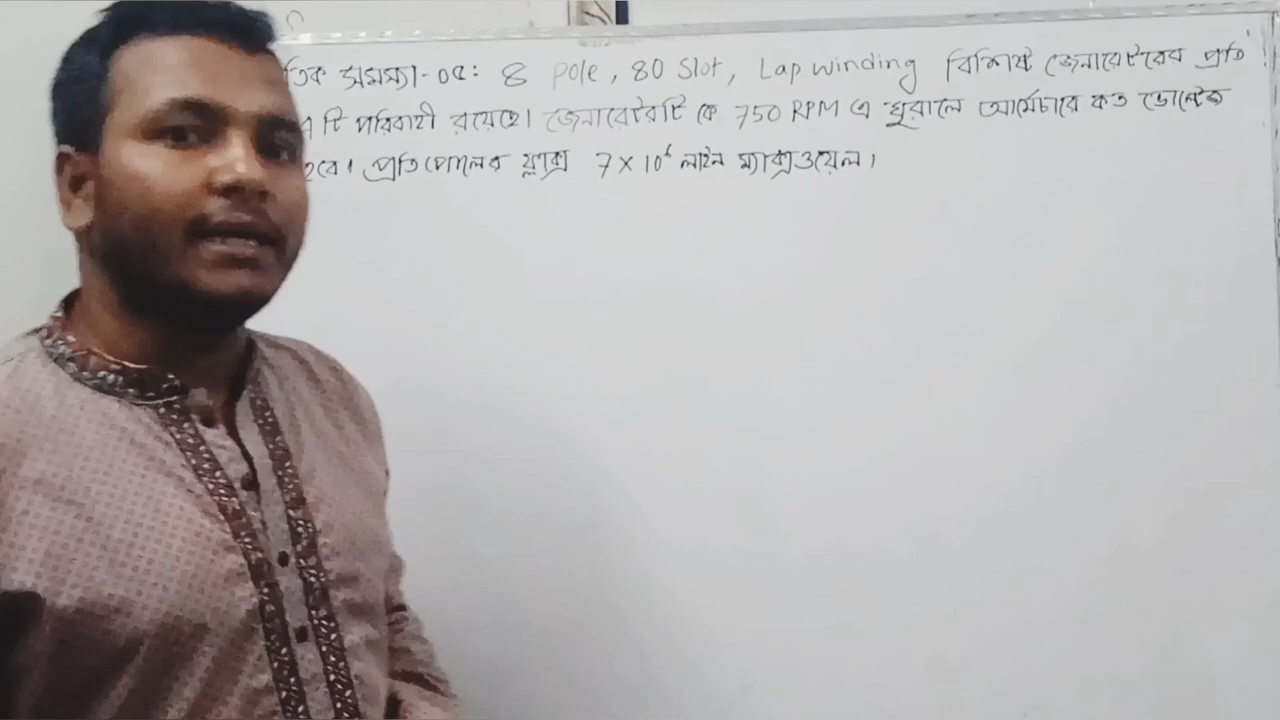 তিক সমস্যা-০৫: 8 Pole, 80 Slot, Lap winding বিশিষ্ট জেনারেটরের প্রতি
টি পরিবাহী রয়েছে। জেনারেটরটি কে 750 RPM এ ঘুরালে আর্মেচারে কত ভোল্টেজ
হবে। প্রতি পোলের ফ্লাক্স 7 × 10⁶ লাইন ম্যাক্সওয়েল।